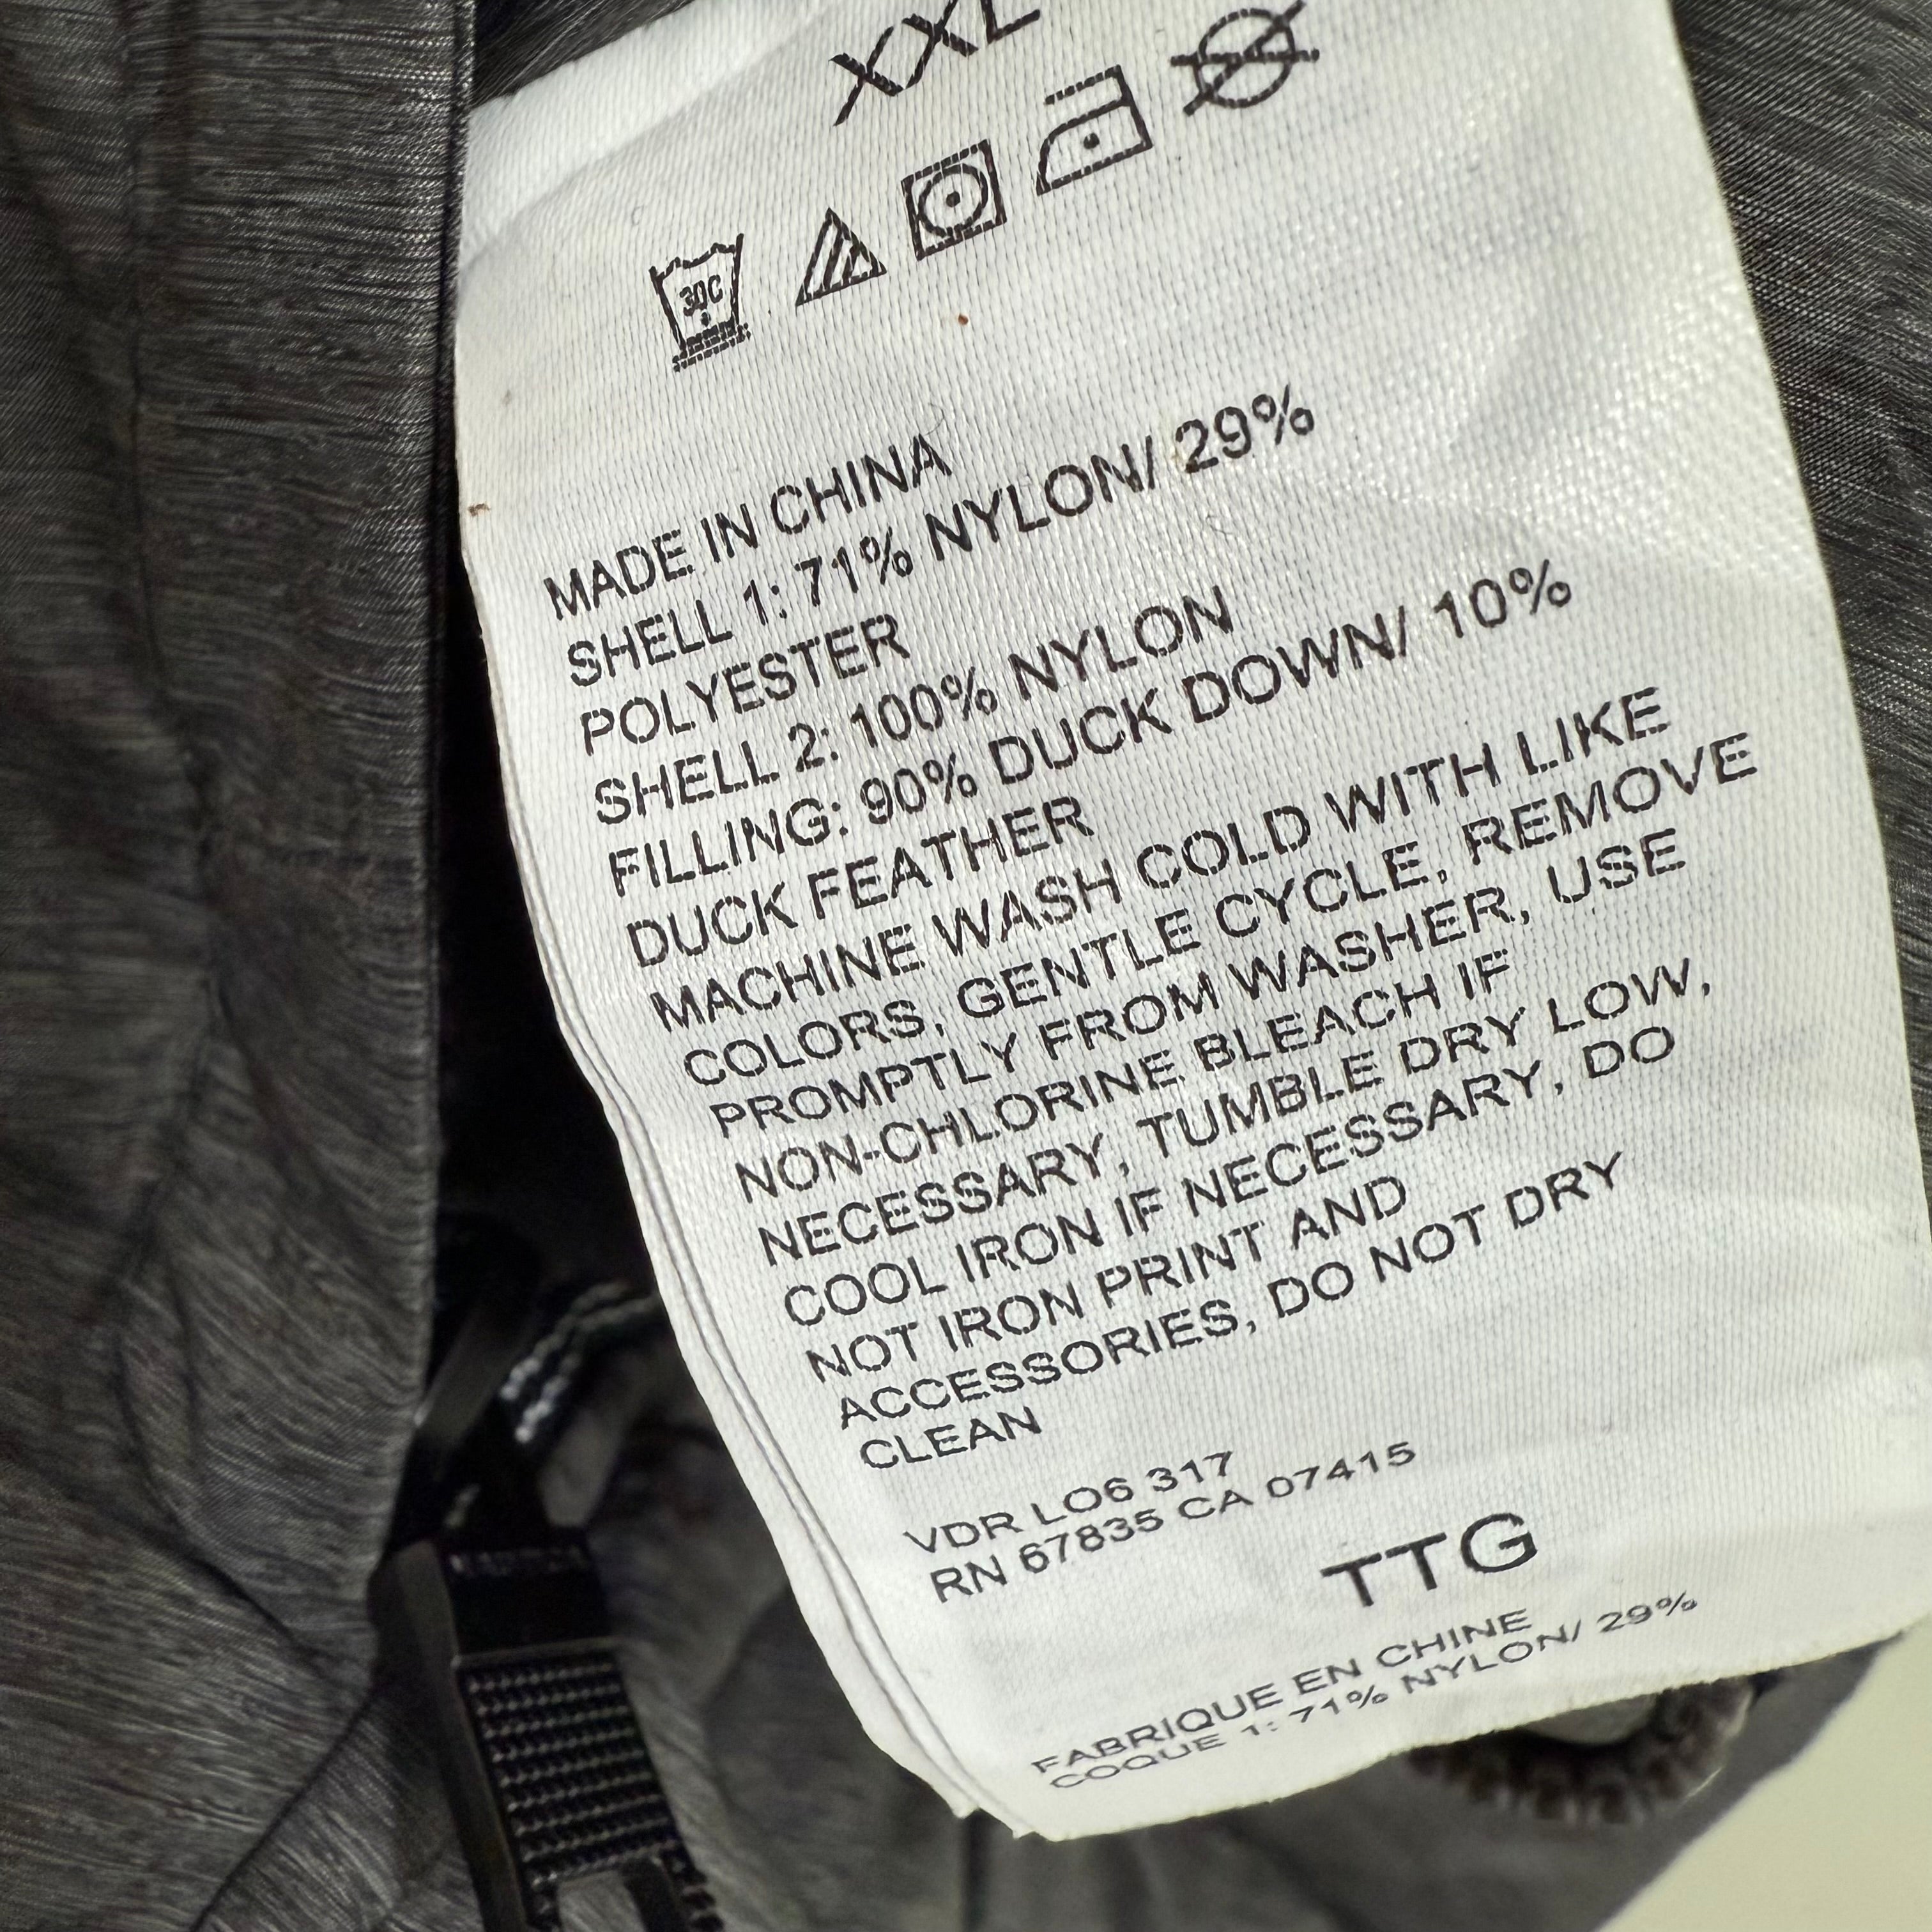 XXL
30C
MADE IN CHINA
SHELL 1: 71% NYLON/ 29%
POLYESTER
SHELL 2: 100% NYLON
FILLING: 90% DUCK DOWN/ 10%
DUCK FEATHER
MACHINE WASH COLD WITH LIKE
COLORS, GENTLE CYCLE, REMOVE
PROMPTLY FROM WASHER, USE
NON-CHLORINE BLEACH IF
NECESSARY, TUMBLE DRY LOW,
COOL IRON IF NECESSARY, DO
NOT IRON PRINT AND
ACCESSORIES, DO NOT DRY
CLEAN
VDR LO6 317
RN 67835 CA 07415
TTG
FABRIQUE EN CHINE
COQUE 1: 71% NYLON/ 29%